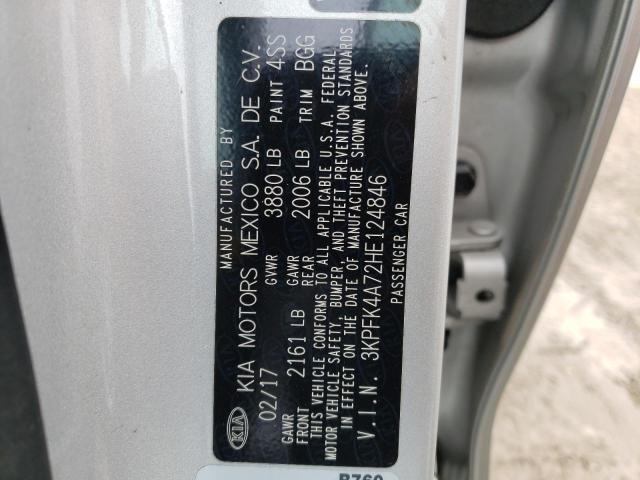 MANUFACTURED BY
KIA KIA MOTORS MEXICO S.A. DE C.V.
02/17 GVWR 3880 LB PAINT 4SS
GAWR FRONT 2161 LB GAWR REAR 2006 LB TRIM BGG
THIS VEHICLE CONFORMS TO ALL APPLICABLE U.S.A. FEDERAL
MOTOR VEHICLE SAFETY, BUMPER, AND THEFT PREVENTION STANDARDS
IN EFFECT ON THE DATE OF MANUFACTURE SHOWN ABOVE.
V.I.N. 3KPFK4A72HE124846
PASSENGER CAR